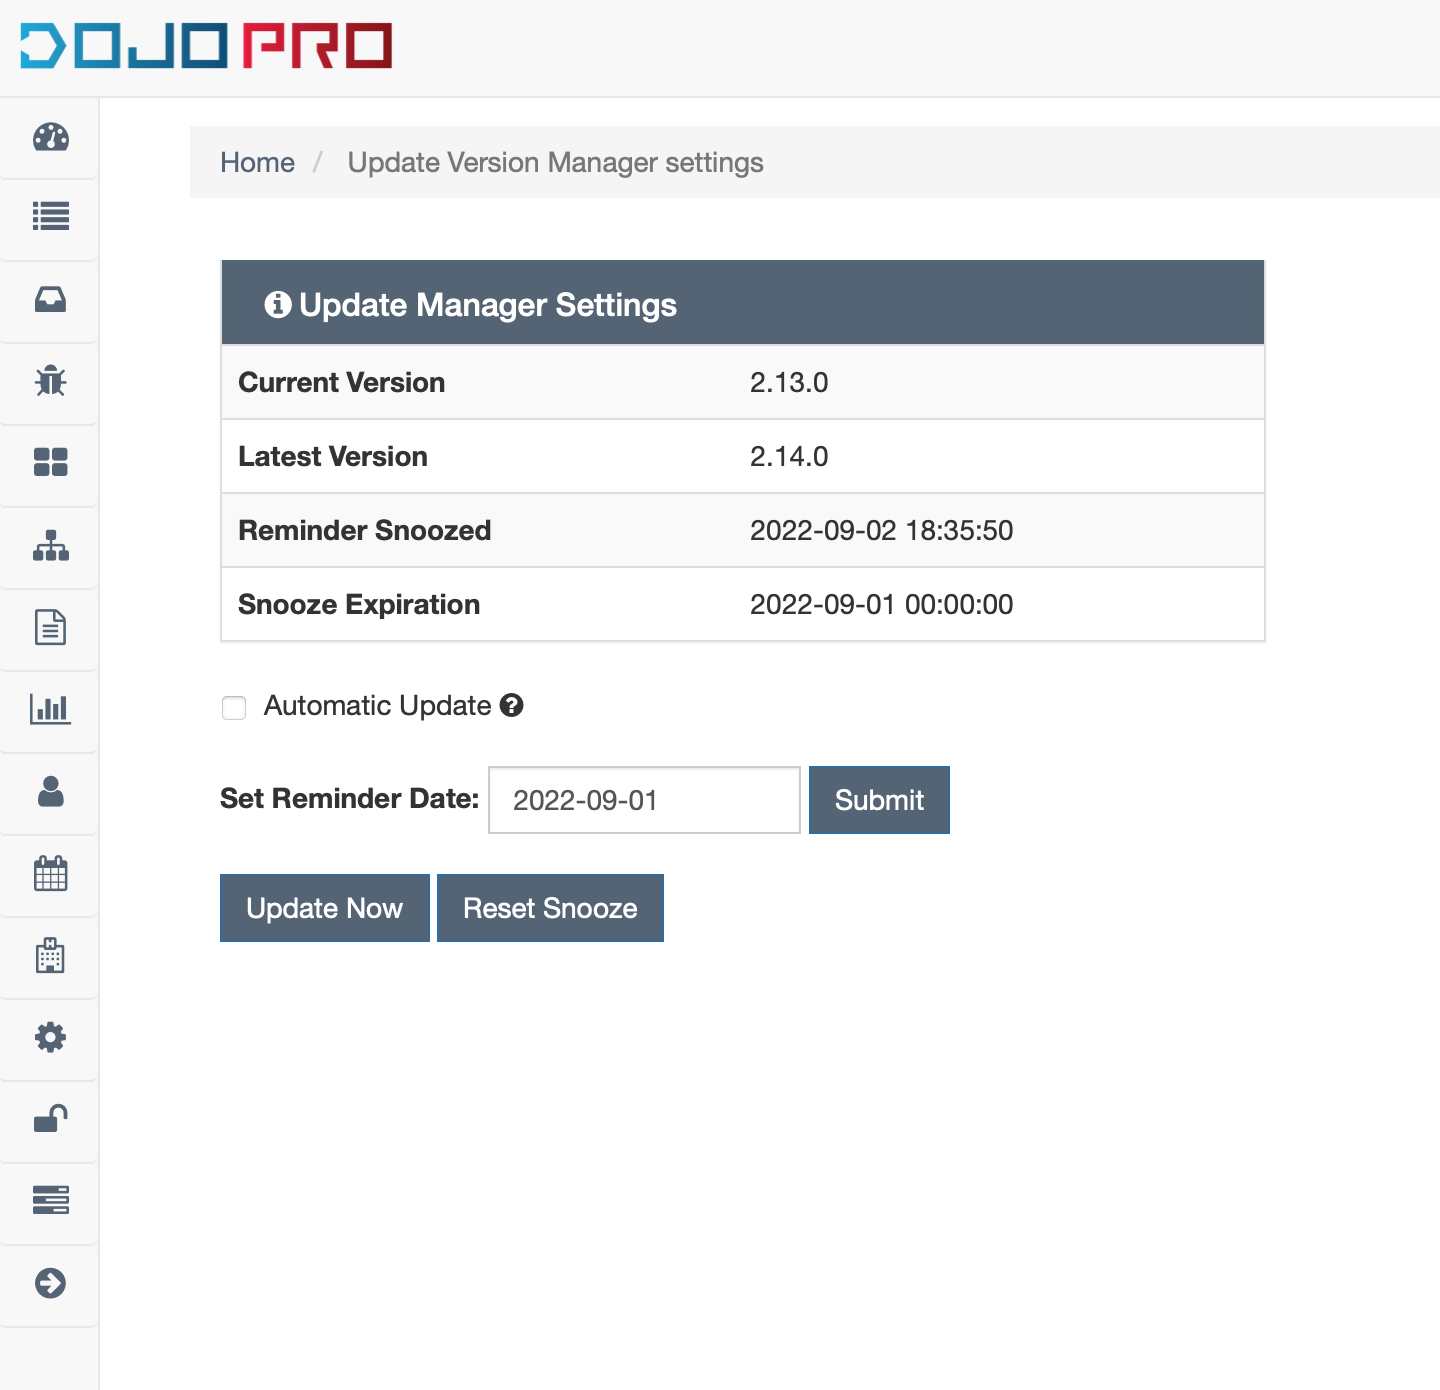 DOJO PRO
Home / Update Version Manager settings
Update Manager Settings
Current Version 2.13.0
Latest Version 2.14.0
Reminder Snoozed 2022-09-02 18:35:50
Snooze Expiration 2022-09-01 00:00:00
Automatic Update
Set Reminder Date: 2022-09-01 Submit
Update Now Reset Snooze